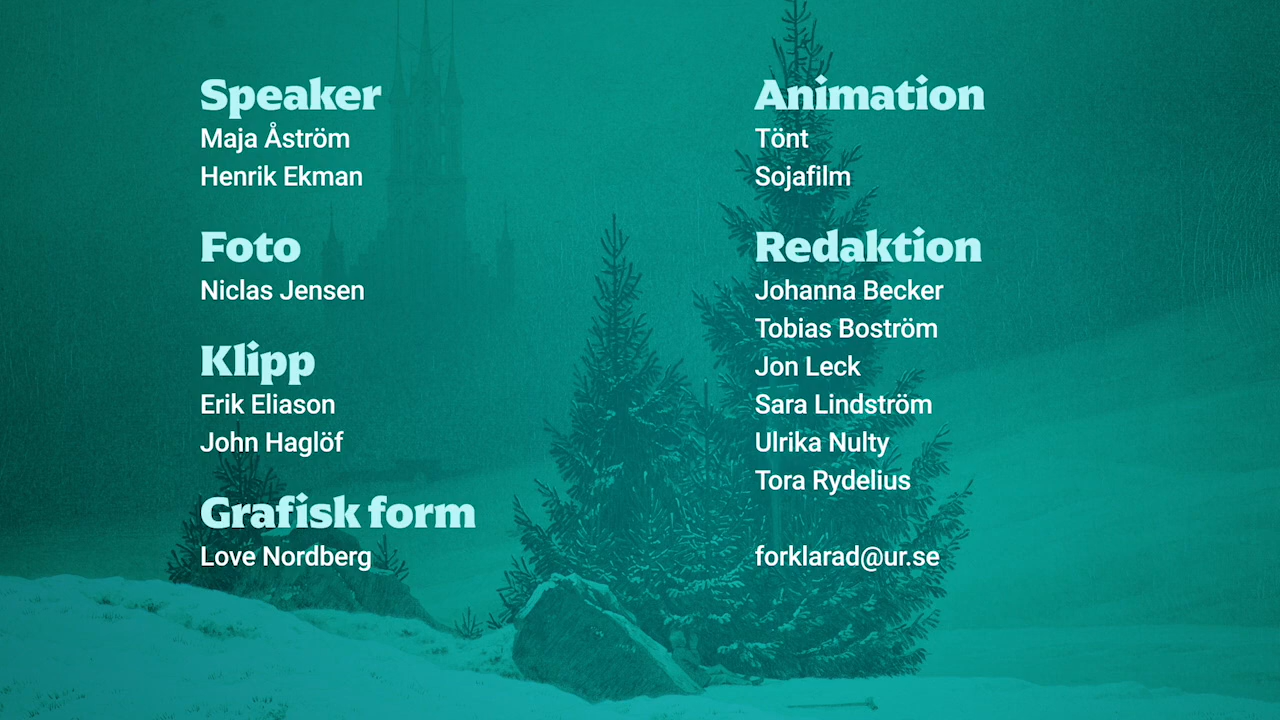 Speaker
Maja Åström
Henrik Ekman
Foto
Niclas Jensen
Klipp
Erik Eliason
John Haglöf
Grafisk form
Love Nordberg
Animation
Tönt
Sojafilm
Redaktion
Johanna Becker
Tobias Boström
Jon Leck
Sara Lindström
Ulrika Nulty
Tora Rydelius
forklarad@ur.se